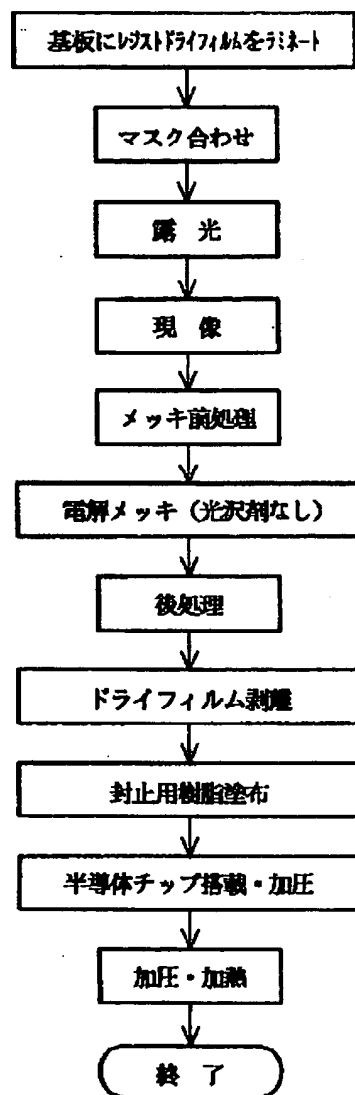 基板にﾚｼﾞｽﾄﾄﾞﾗｲﾌｨﾙﾑをﾗﾐﾈｰﾄ
マスク合わせ
露 光
現 像
メッキ前処理
電解メッキ（光沢剤なし）
後処理
ドライフィルム剥離
封止用樹脂塗布
半導体チップ搭載・加圧
加圧・加熱
終 了